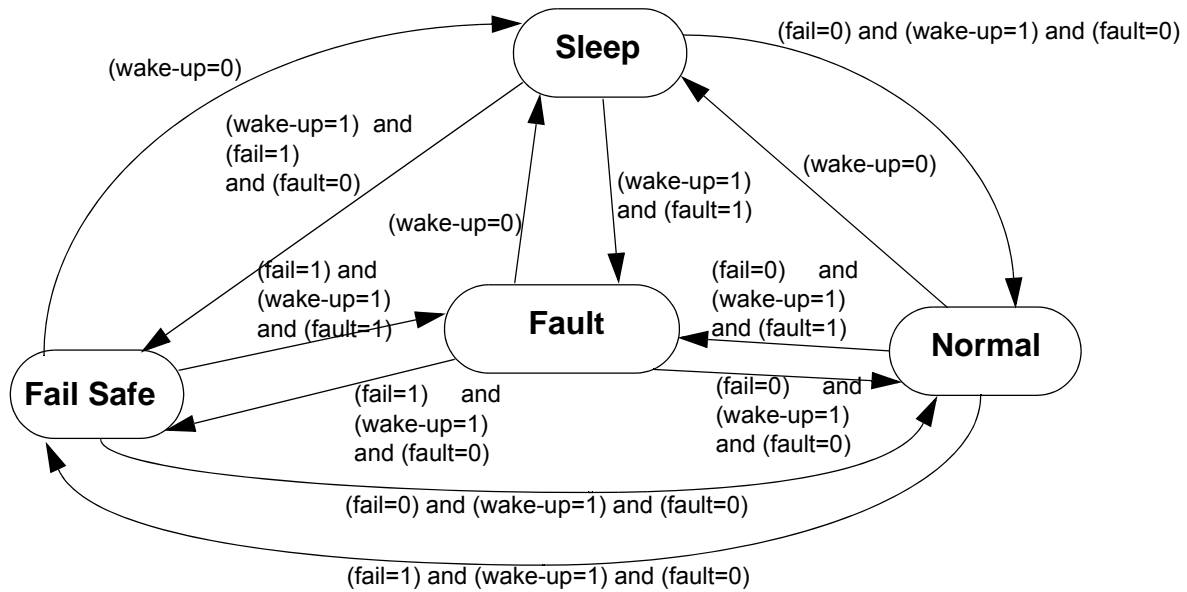 Sleep
(fail=0) and (wake-up=1) and (fault=0)
(wake-up=0)
(wake-up=1) and
(fail=1)
and (fault=0)
(wake-up=0)
(wake-up=1)
and (fault=1)
(wake-up=0)
(fail=1) and
(wake-up=1)
and (fault=1)
(fail=0) and
(wake-up=1)
and (fault=1)
Fault
Normal
Fail Safe
(fail=1) and
(wake-up=1)
and (fault=0)
(fail=0) and
(wake-up=1)
and (fault=0)
(fail=0) and (wake-up=1) and (fault=0)
(fail=1) and (wake-up=1) and (fault=0)